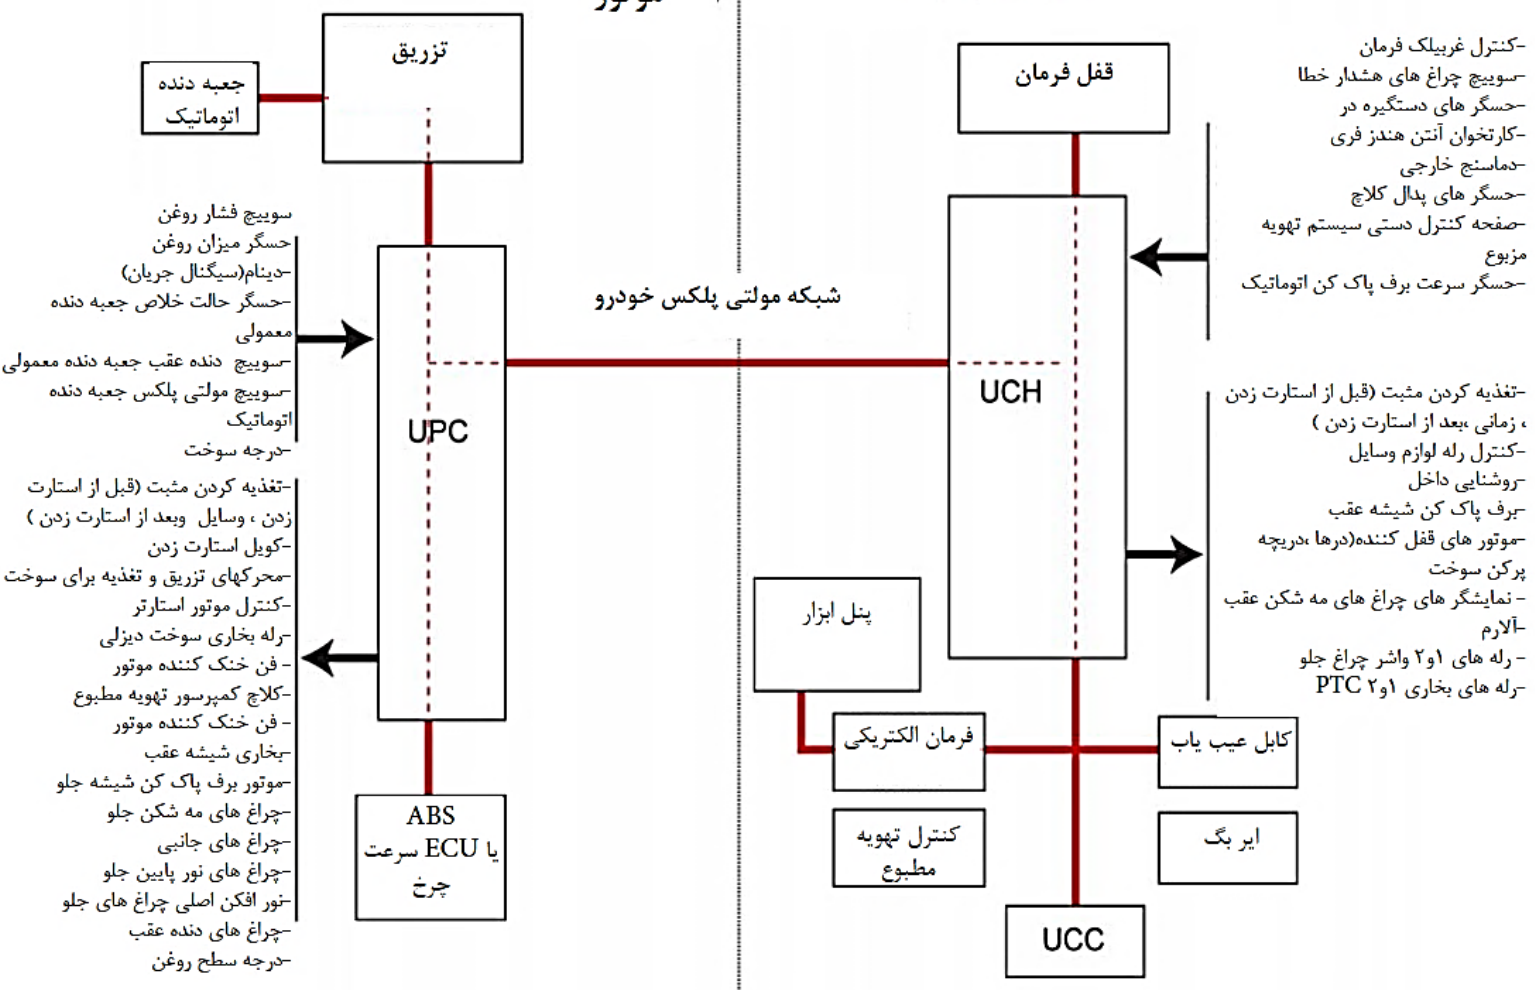 موتور
تزریق
جعبه دنده
اتوماتیک
سوییچ فشار روغن
حسگر میزان روغن
-دینام(سیگنال جریان)
-حسگر حالت خلاص جعبه دنده
معمولی
-سوییچ دنده عقب جعبه دنده معمولی
-سوییچ مولتی پلکس جعبه دنده
اتوماتیک
-درجه سوخت
-تغذیه کردن مثبت (قبل از استارت
زدن ، وسایل وبعد از استارت زدن )
-کویل استارت زدن
-محرکهای تزریق و تغذیه برای سوخت
-کنترل موتور استارتر
-رله بخاری سوخت دیزلی
- فن خنک کننده موتور
-کلاچ کمپرسور تهویه مطبوع
- فن خنک کننده موتور
-بخاری شیشه عقب
-موتور برف پاک کن شیشه جلو
-چراغ های مه شکن جلو
-چراغ های جانبی
-چراغ های نور پایین جلو
-نور افکن اصلی چراغ های جلو
-چراغ های دنده عقب
-درجه سطح روغن
UPC
ABS
یا ECU سرعت
چرخ
شبکه مولتی پلکس خودرو
قفل فرمان
UCH
-کنترل غربیلک فرمان
-سوییچ چراغ های هشدار خطا
-حسگر های دستگیره در
-کارتخوان آنتن هندز فری
-دماسنج خارجی
-حسگر های پدال کلاچ
-صفحه کنترل دستی سیستم تهویه
مزبوع
-حسگر سرعت برف پاک کن اتوماتیک
-تغذیه کردن مثبت (قبل از استارت زدن
، زمانی ،بعد از استارت زدن )
-کنترل رله لوازم وسایل
-روشنایی داخل
-برف پاک کن شیشه عقب
-موتور های قفل کننده(درها ،دریچه
پرکن سوخت
- نمایشگر های چراغ های مه شکن عقب
-آلارم
- رله های ۱و۲ واشر چراغ جلو
-رله های بخاری ۱و۲ PTC
پنل ابزار
فرمان الکتریکی
کابل عیب یاب
کنترل تهویه
مطبوع
ایر بگ
UCC